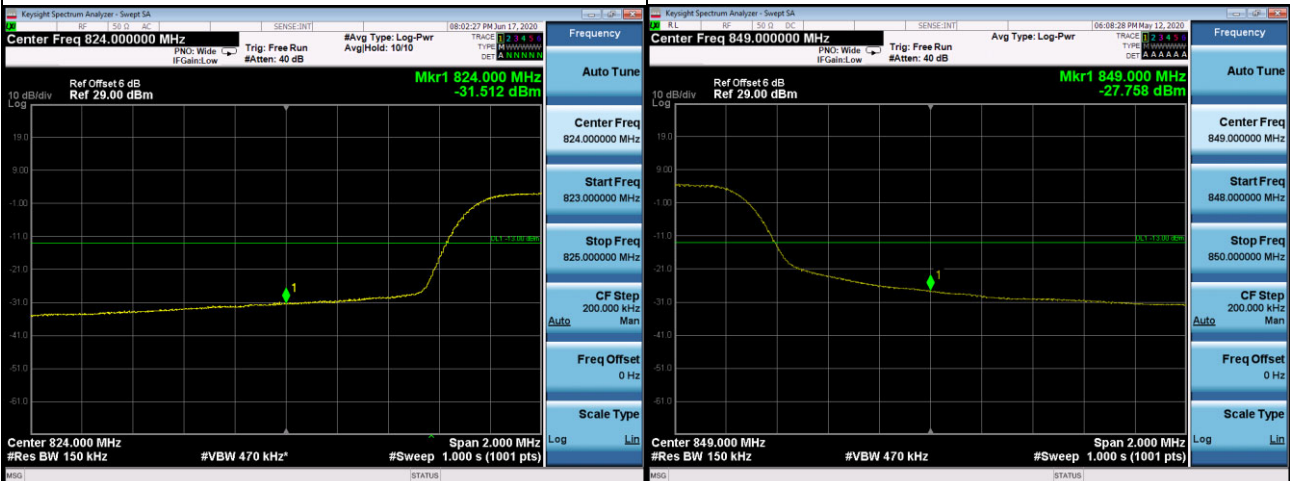 Keysight Spectrum Analyzer - Swept SA
RF 50 Ω AC SENSE:INT 08:02:27 PM Jun 17, 2020
Center Freq 824.000000 MHz
PNO: Wide
IFGain:Low
Trig: Free Run
#Atten: 40 dB
#Avg Type: Log-Pwr
Avg|Hold: 10/10
TRACE 1 2 3 4 5 6
TYPE M W W W W W
DET A N N N N N
Ref Offset 6 dB
Ref 29.00 dBm
10 dB/div
Log
Mkr1 824.000 MHz
-31.512 dBm
19.0
9.00
-1.00
-11.0
DL1 -13.00 dBm
-21.0
1
-31.0
-41.0
-51.0
-61.0
Center 824.000 MHz
Span 2.000 MHz
#Res BW 150 kHz
#VBW 470 kHz*
#Sweep 1.000 s (1001 pts)
MSG
STATUS
Frequency
Auto Tune
Center Freq
824.000000 MHz
Start Freq
823.000000 MHz
Stop Freq
825.000000 MHz
CF Step
200.000 kHz
Auto Man
Freq Offset
0 Hz
Scale Type
Log Lin
Keysight Spectrum Analyzer - Swept SA
RL RF 50 Ω DC SENSE:INT 06:08:28 PM May 12, 2020
Center Freq 849.000000 MHz
PNO: Wide
IFGain:Low
Trig: Free Run
#Atten: 40 dB
Avg Type: Log-Pwr
TRACE 1 2 3 4 5 6
TYPE M W W W W W
DET A A A A A A
Ref Offset 6 dB
Ref 29.00 dBm
10 dB/div
Log
Mkr1 849.000 MHz
-27.758 dBm
19.0
9.00
-1.00
-11.0
DL1 -13.00 dBm
-21.0
1
-31.0
-41.0
-51.0
-61.0
Center 849.000 MHz
Span 2.000 MHz
#Res BW 150 kHz
#VBW 470 kHz
#Sweep 1.000 s (1001 pts)
MSG
STATUS
Frequency
Auto Tune
Center Freq
849.000000 MHz
Start Freq
848.000000 MHz
Stop Freq
850.000000 MHz
CF Step
200.000 kHz
Auto Man
Freq Offset
0 Hz
Scale Type
Log Lin